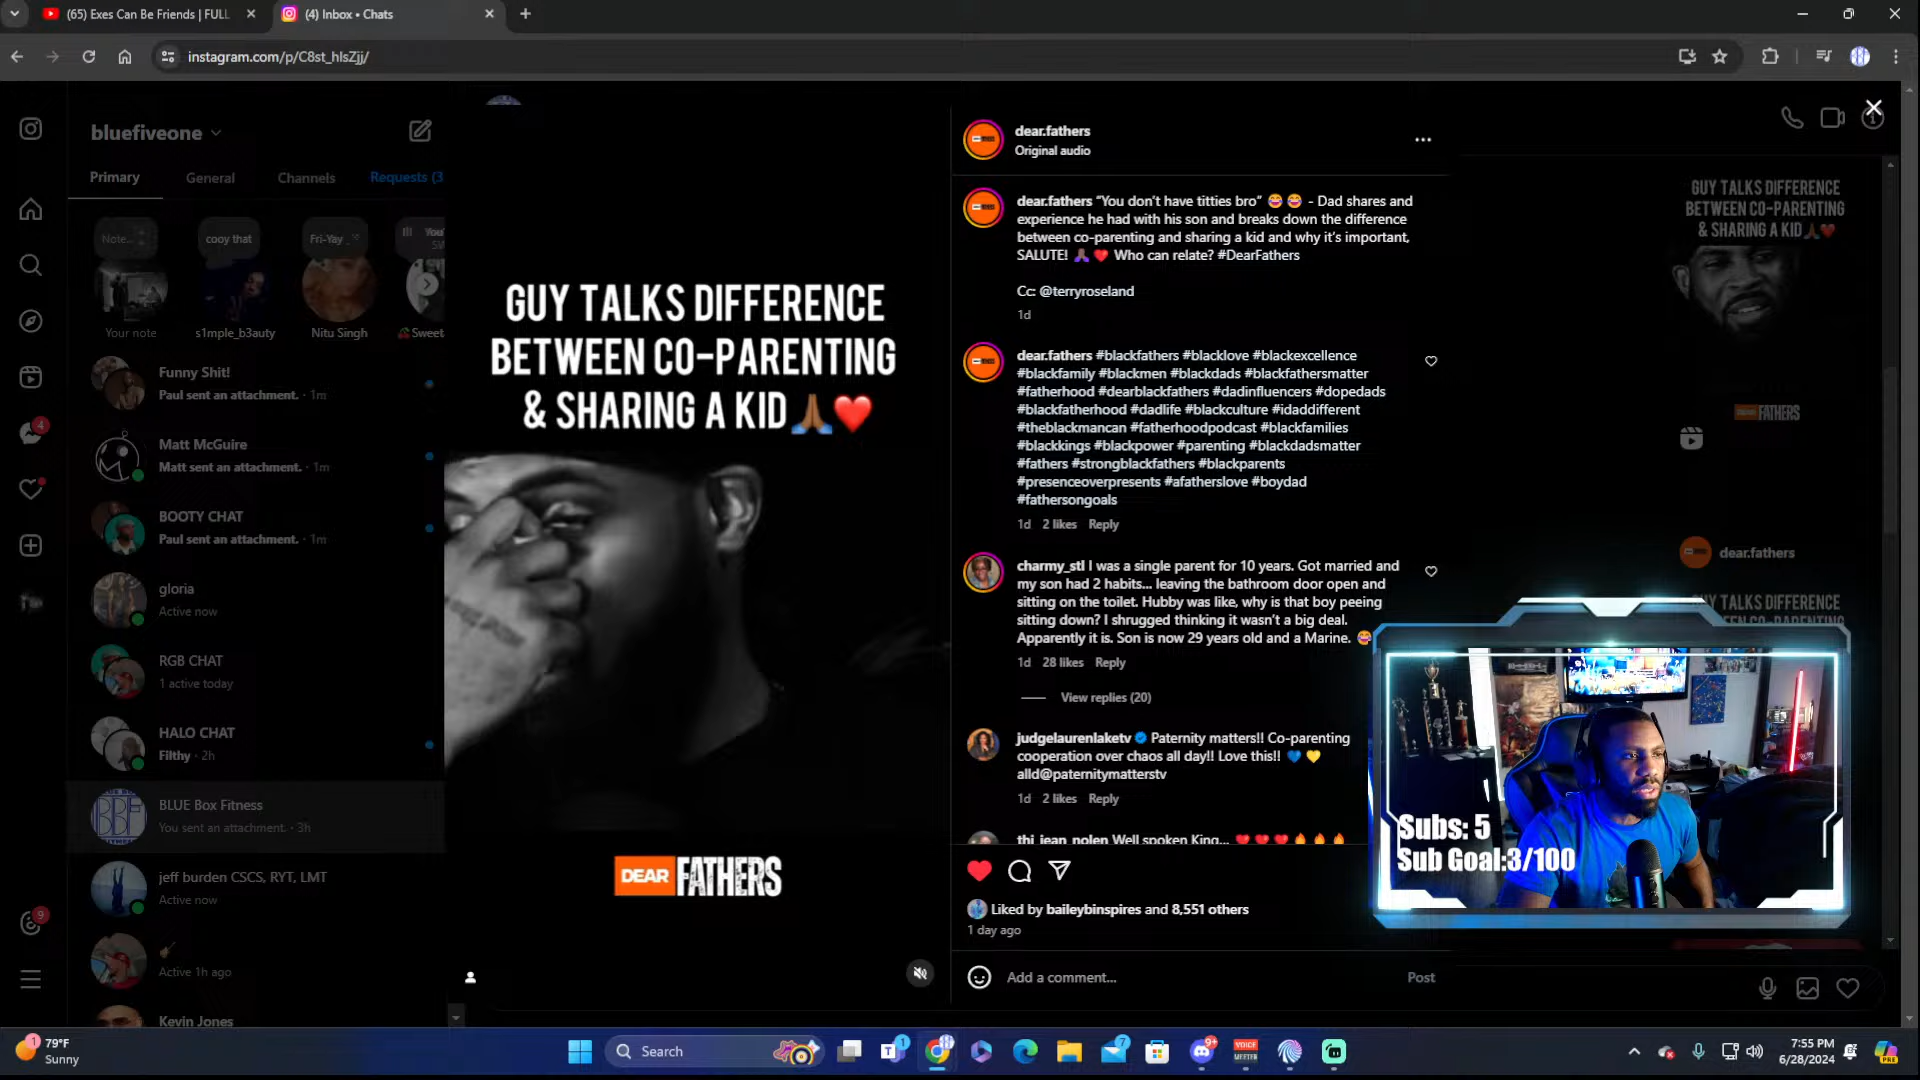 (65) Exes Can Be Friends | FULL
(4) Inbox • Chats
instagram.com/p/C8st_hIsZjj/
bluefiveone
Primary
General
Channels
Requests (3
Note...
cooy that
Fri-Yay
You
Your note
s1mple_b3auty
Nitu Singh
🍒Sweet
Funny Shit!
Paul sent an attachment. · 1m
Matt McGuire
Matt sent an attachment. · 1m
BOOTY CHAT
Paul sent an attachment. · 1m
gloria
Active now
RGB CHAT
1 active today
HALO CHAT
Filthy · 2h
BBF
BLUE Box Fitness
You sent an attachment. · 3h
jeff burden CSCS, RYT, LMT
Active now
Active 1h ago
Kevin Jones
4
9
GUY TALKS DIFFERENCE
BETWEEN CO-PARENTING
& SHARING A KID🙏🏾❤️
DEAR FATHERS
dear.fathers
Original audio
dear.fathers “You don’t have titties bro” 😂 😂 - Dad shares and
experience he had with his son and breaks down the difference
between co-parenting and sharing a kid and why it’s important,
SALUTE! 🙏🏾 ❤️ Who can relate? #DearFathers
Cc: @terryroseland
1d
dear.fathers #blackfathers #blacklove #blackexcellence
#blackfamily #blackmen #blackdads #blackfathersmatter
#fatherhood #dearblackfathers #dadinfluencers #dopedads
#blackfatherhood #dadlife #blackculture #idaddifferent
#theblackmancan #fatherhoodpodcast #blackfamilies
#blackkings #blackpower #parenting #blackdadsmatter
#fathers #strongblackfathers #blackparents
#presenceoverpresents #afatherslove #boydad
#fathersongoals
1d 2 likes Reply
charmy_stl I was a single parent for 10 years. Got married and
my son had 2 habits... leaving the bathroom door open and
sitting on the toilet. Hubby was like, why is that boy peeing
sitting down? I shrugged thinking it wasn’t a big deal.
Apparently it is. Son is now 29 years old and a Marine. 😂
1d 28 likes Reply
View replies (20)
judgelaurenlaketv Paternity matters!! Co-parenting
cooperation over chaos all day!! Love this!! 💙 💛
alld@paternitymatterstv
1d 2 likes Reply
thi_jean_nolen Well spoken King... ❤️ ❤️ ❤️ 🔥 🔥 🔥
Liked by baileybinspires and 8,551 others
1 day ago
Add a comment...
Post
GUY TALKS DIFFERENCE
BETWEEN CO-PARENTING
& SHARING A KID🙏🏾❤️
DEAR FATHERS
dear.fathers
GUY TALKS DIFFERENCE
Subs: 5
Sub Goal:3/100
1
79°F
Sunny
Search
1
7
9+
VOICE
MEETER
7:55 PM
6/28/2024
PRE